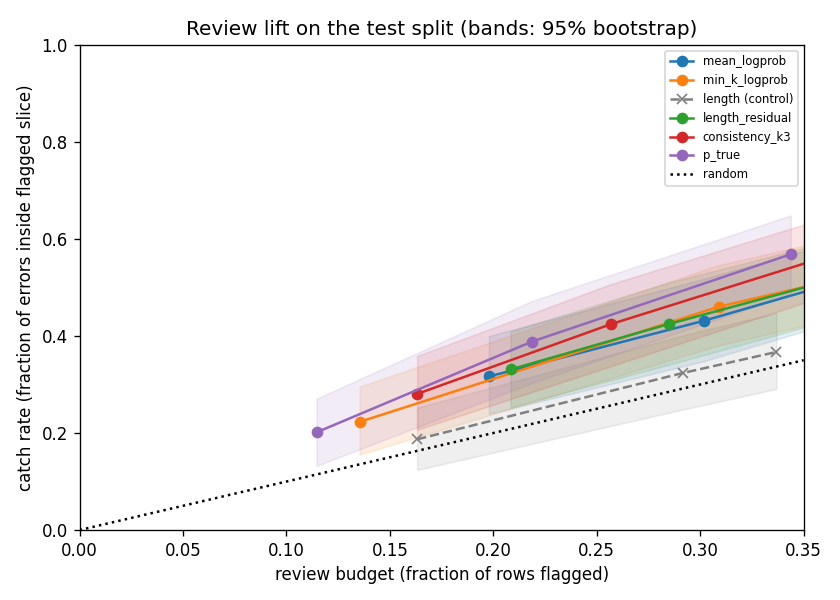 Review lift on the test split (bands: 95% bootstrap)
1.0
0.8
0.6
0.4
0.2
0.0
catch rate (fraction of errors inside flagged slice)
mean_logprob
min_k_logprob
length (control)
length_residual
consistency_k3
p_true
random
0.00 0.05 0.10 0.15 0.20 0.25 0.30 0.35
review budget (fraction of rows flagged)